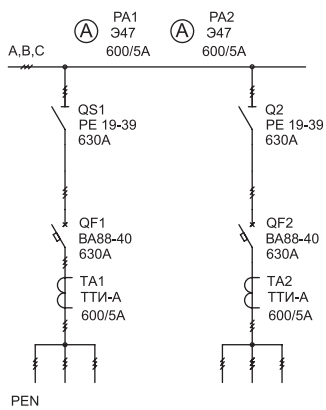 PA1
Э47
600/5A
A
PA2
Э47
600/5A
A
A,B,C
QS1
PE 19-39
630A
Q2
PE 19-39
630A
QF1
BA88-40
630A
QF2
BA88-40
630A
TA1
ТТИ-А
600/5A
TA2
ТТИ-А
600/5A
PEN